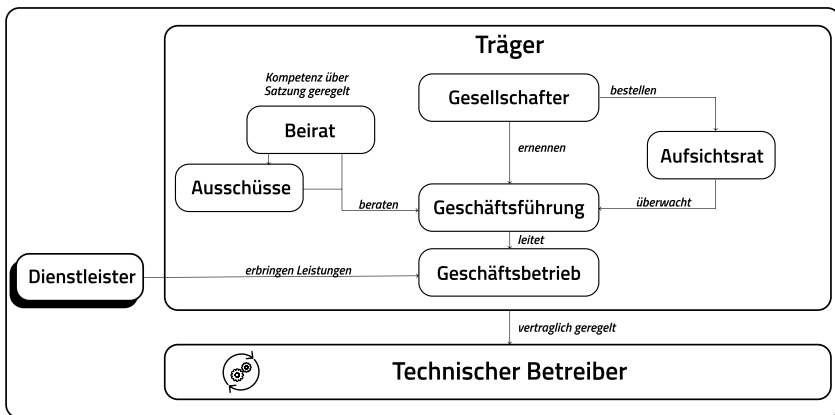 Träger
Kompetenz über
Satzung geregelt
Gesellschafter
bestellen
Beirat
ernennen
Aufsichtsrat
Ausschüsse
beraten
Geschäftsführung
überwacht
leitet
Dienstleister
erbringen Leistungen
Geschäftsbetrieb
vertraglich geregelt
Technischer Betreiber